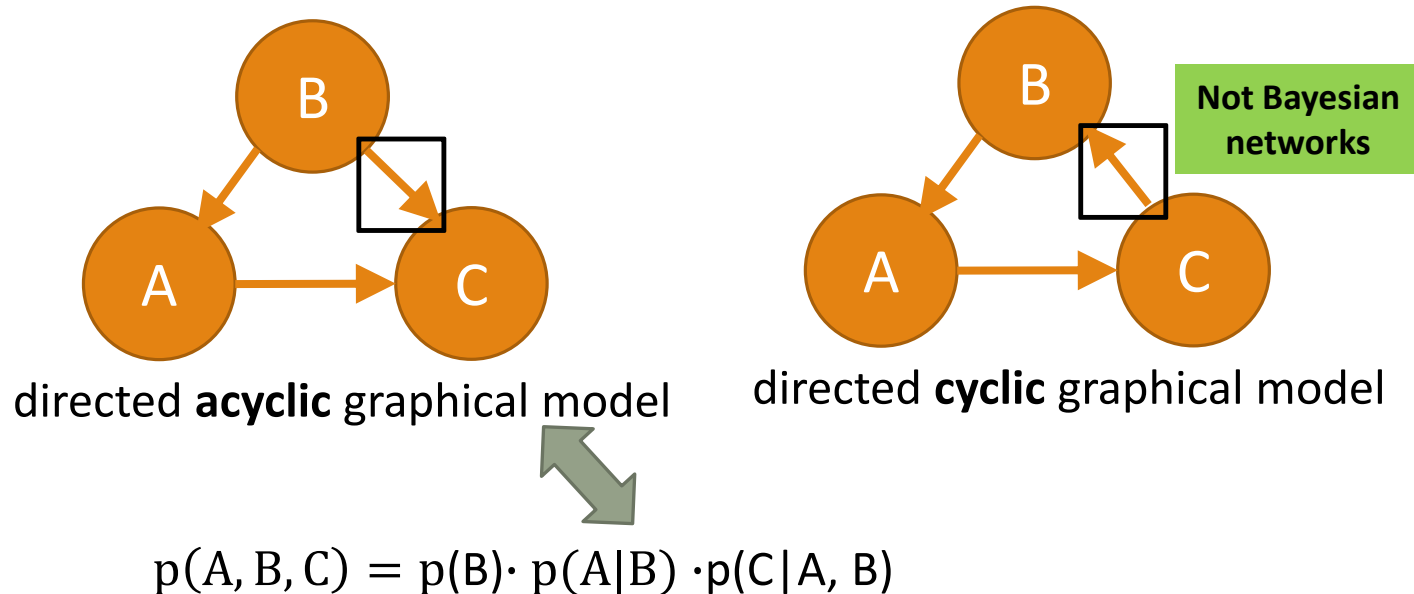 B
A
C
directed acyclic graphical model
B
A
C
Not Bayesian
networks
directed cyclic graphical model
p(A, B, C) = p(B)· p(A|B) ·p(C|A, B)